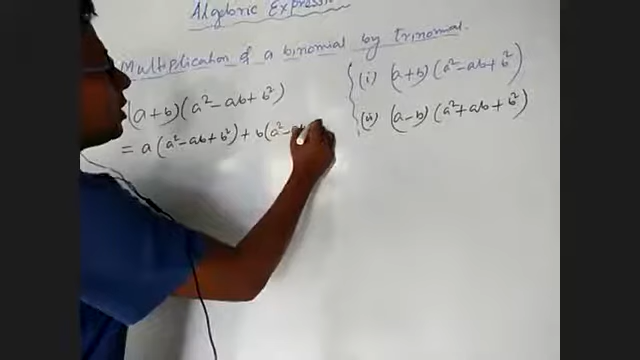 Algebric Expressi
Multiplication of a binomial by trinomial.
(a+b)(a²-ab+b²)
= a(a²-ab+b²)+b(a²-
(i) (a+b)(a²-ab+b²)
(ii) (a-b)(a²+ab+b²)